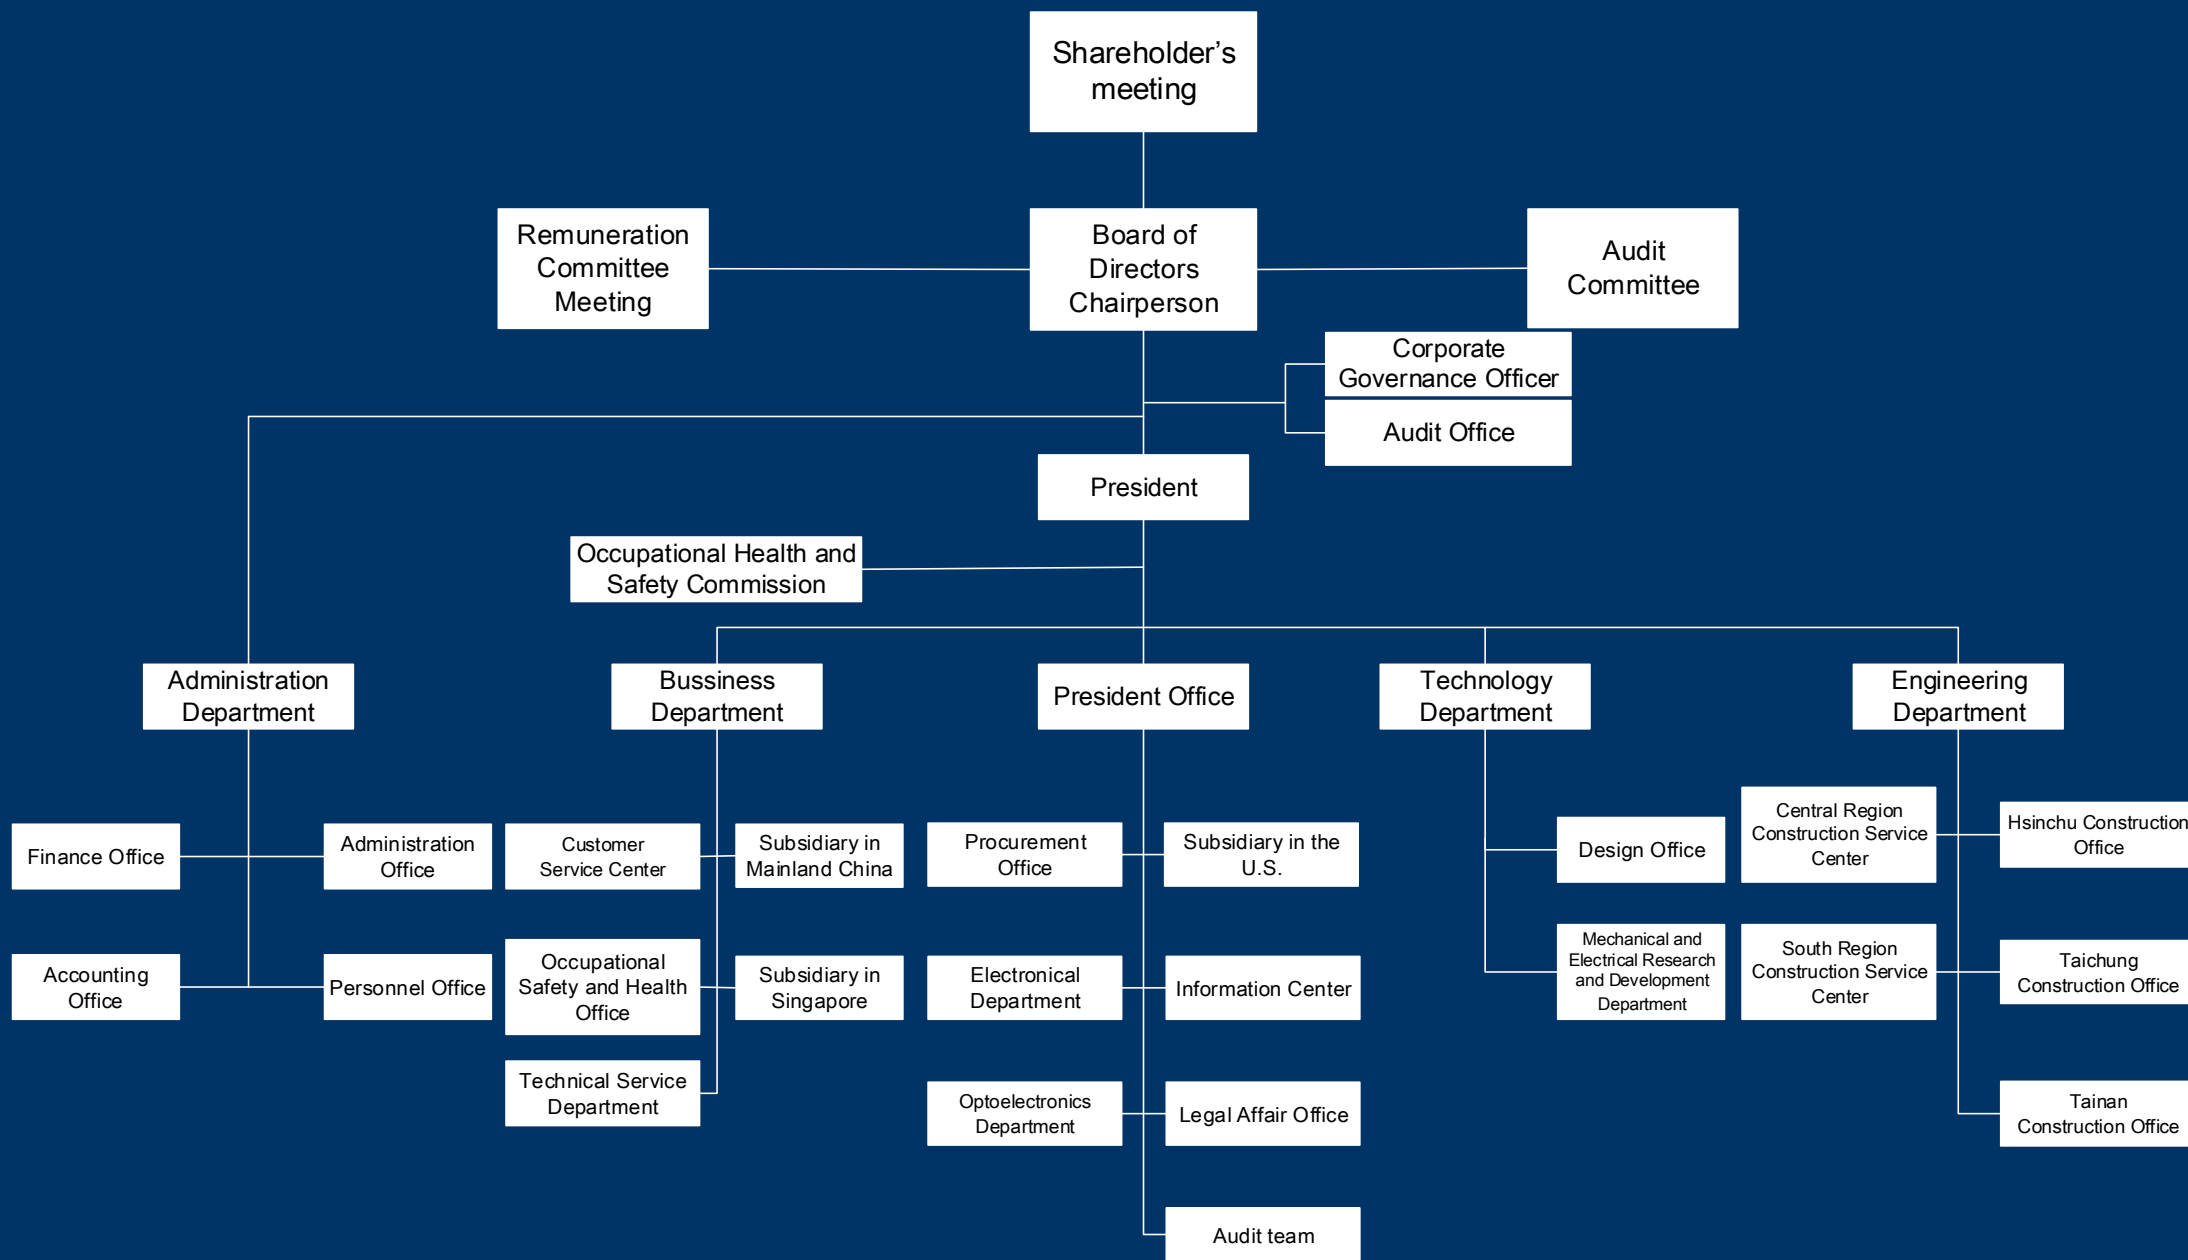 Shareholder’s
meeting
Remuneration
Committee
Meeting
Board of
Directors
Chairperson
Audit
Committee
Corporate
Governance Officer
Audit Office
President
Occupational Health and
Safety Commission
Administration
Department
Bussiness
Department
President Office
Technology
Department
Engineering
Department
Finance Office
Administration
Office
Accounting
Office
Personnel Office
Customer
Service Center
Subsidiary in
Mainland China
Occupational
Safety and Health
Office
Subsidiary in
Singapore
Technical Service
Department
Procurement
Office
Subsidiary in the
U.S.
Electronical
Department
Information Center
Optoelectronics
Department
Legal Affair Office
Audit team
Design Office
Mechanical and
Electrical Research
and Development
Department
Central Region
Construction Service
Center
Hsinchu Construction
Office
South Region
Construction Service
Center
Taichung
Construction Office
Tainan
Construction Office